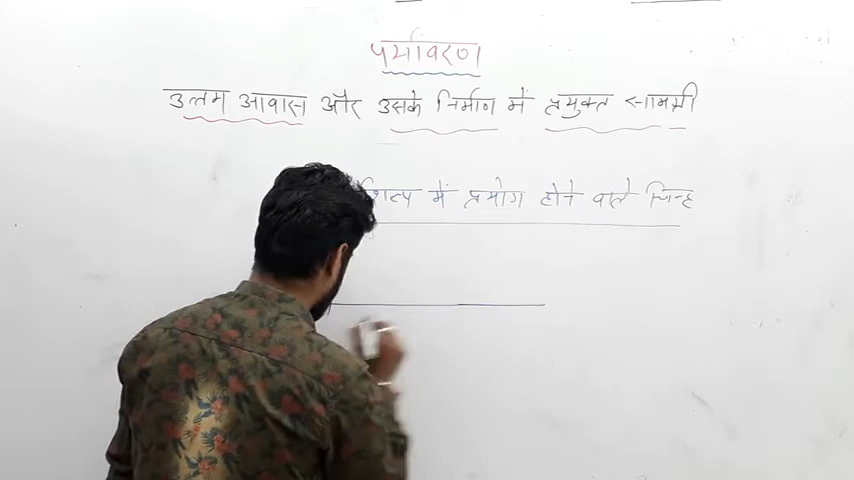 पर्यावरण
उत्तम आवास और उसके निर्माण में प्रयुक्त सामग्री
शिल्प में प्रयोग होने वाले चिन्ह